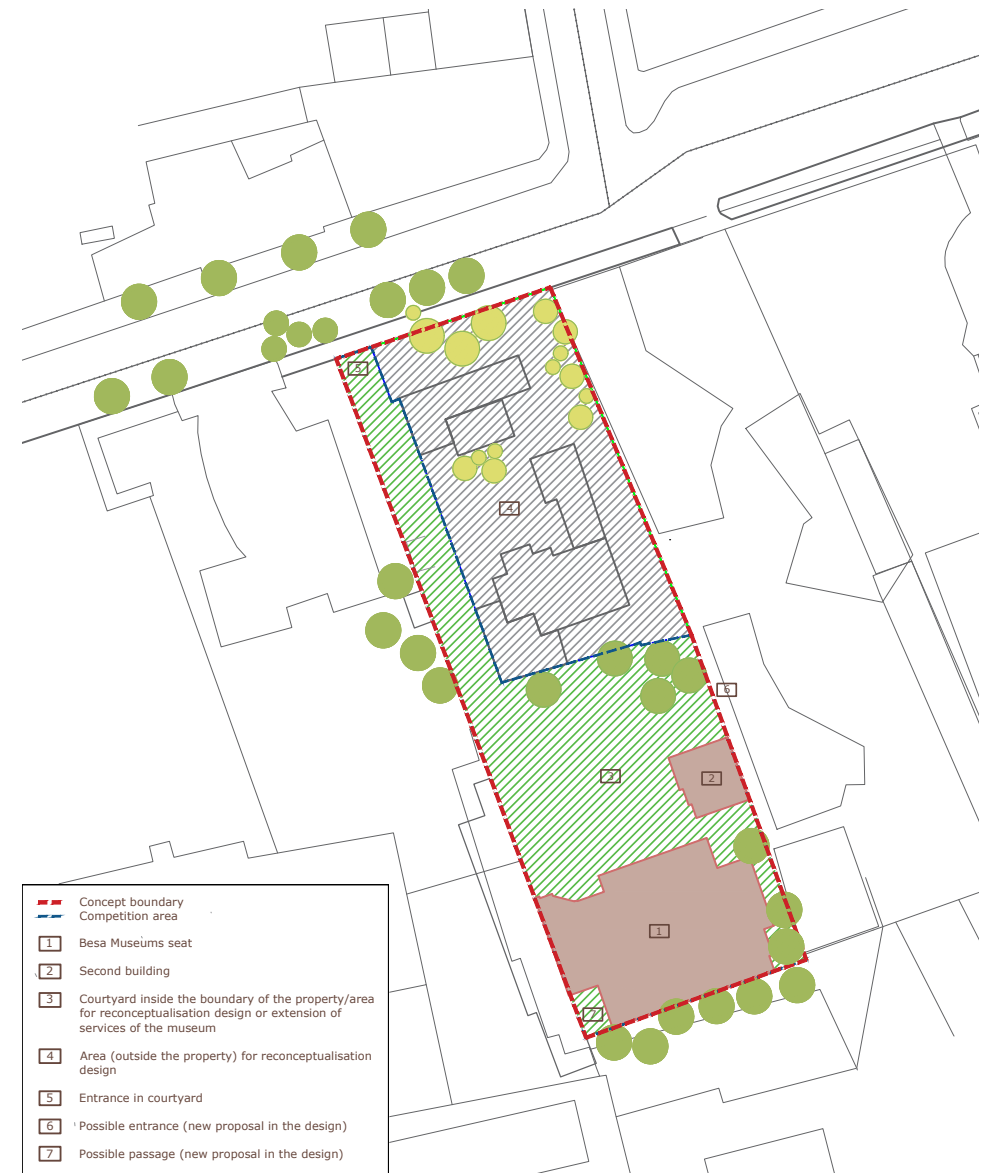 5
4
6
3
2
1
7
Concept boundary
Competition area
1 Besa Museums seat
2 Second building
3 Courtyard inside the boundary of the property/area
for reconceptualisation design or extension of
services of the museum
4 Area (outside the property) for reconceptualisation
design
5 Entrance in courtyard
6 Possible entrance (new proposal in the design)
7 Possible passage (new proposal in the design)